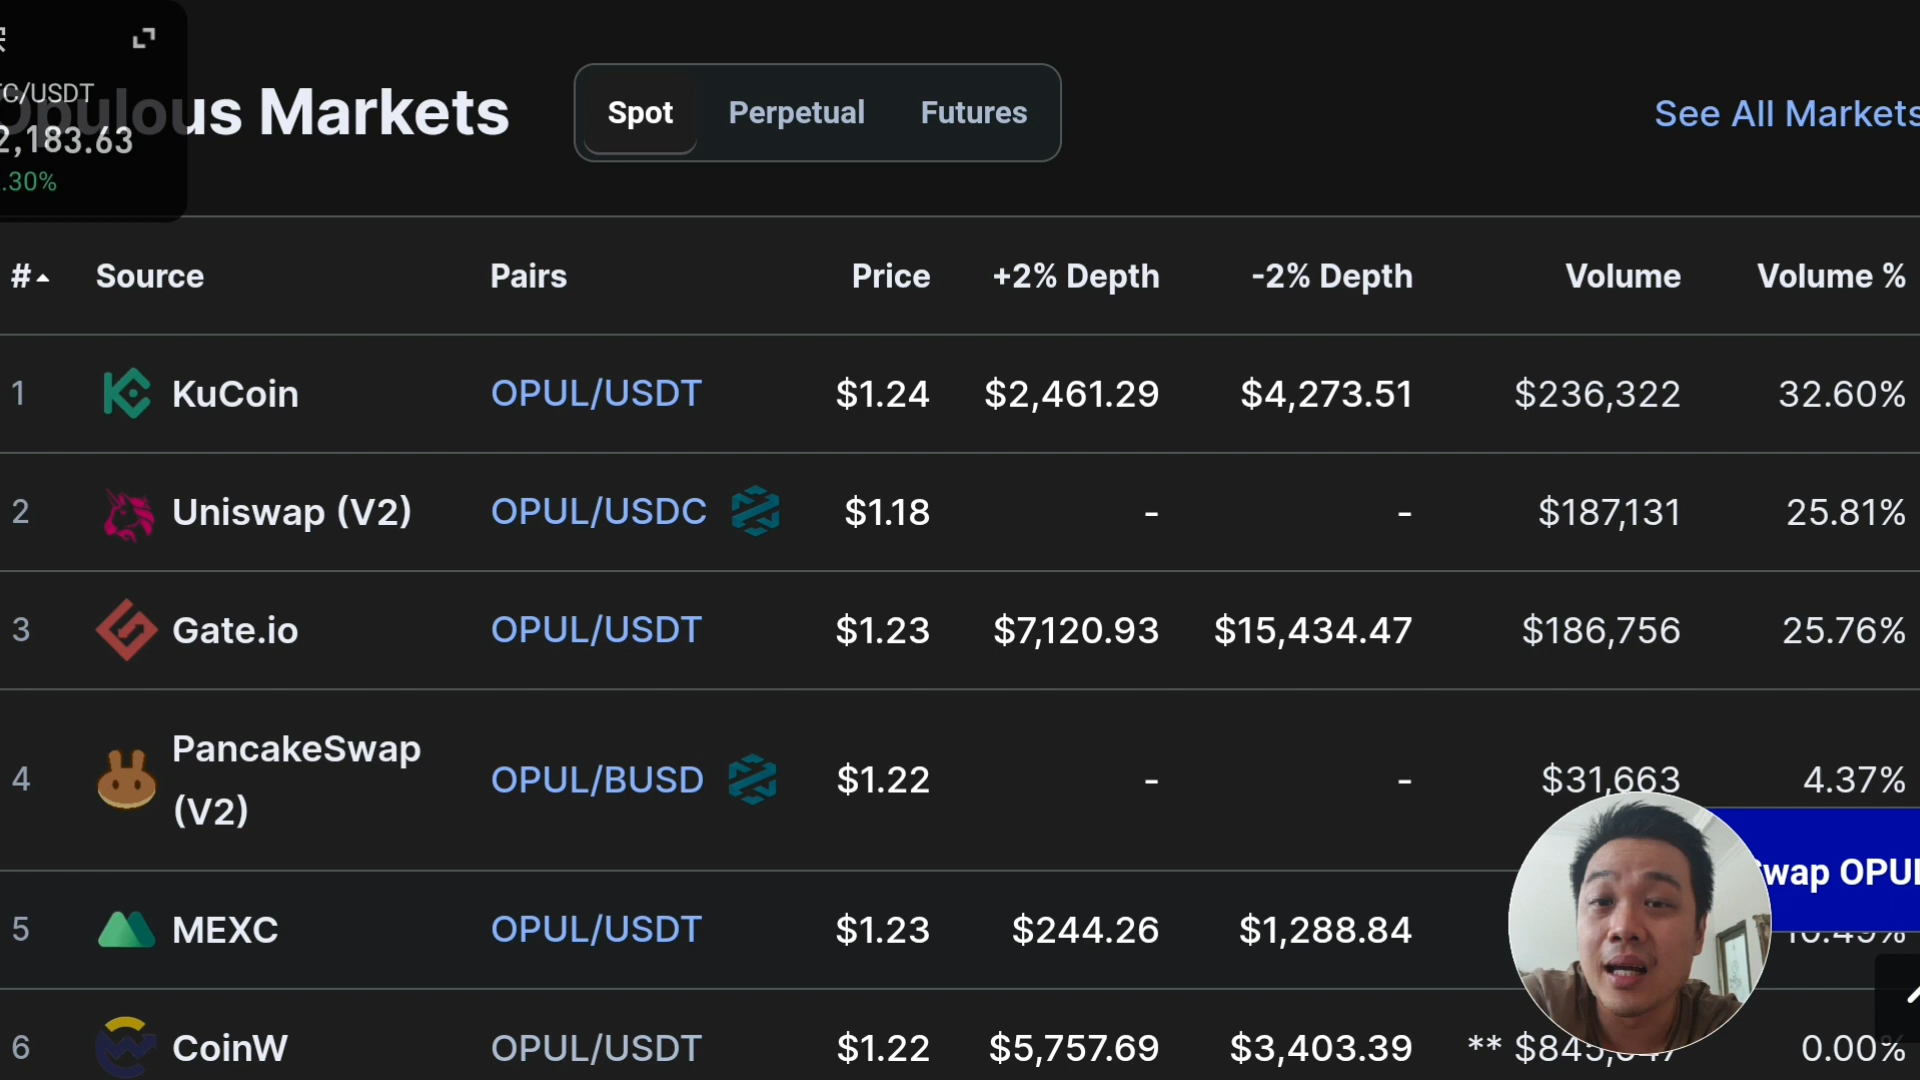 C/USDT
2,183.63
.30%
Opulous Markets
Spot Perpetual Futures
See All Markets
# Source Pairs Price +2% Depth -2% Depth Volume Volume %
1 KuCoin OPUL/USDT $1.24 $2,461.29 $4,273.51 $236,322 32.60%
2 Uniswap (V2) OPUL/USDC $1.18 - - $187,131 25.81%
3 Gate.io OPUL/USDT $1.23 $7,120.93 $15,434.47 $186,756 25.76%
4 PancakeSwap (V2) OPUL/BUSD $1.22 - - $31,663 4.37%
Swap OPUL
5 MEXC OPUL/USDT $1.23 $244.26 $1,288.84
6 CoinW OPUL/USDT $1.22 $5,757.69 $3,403.39 ** 0.00%